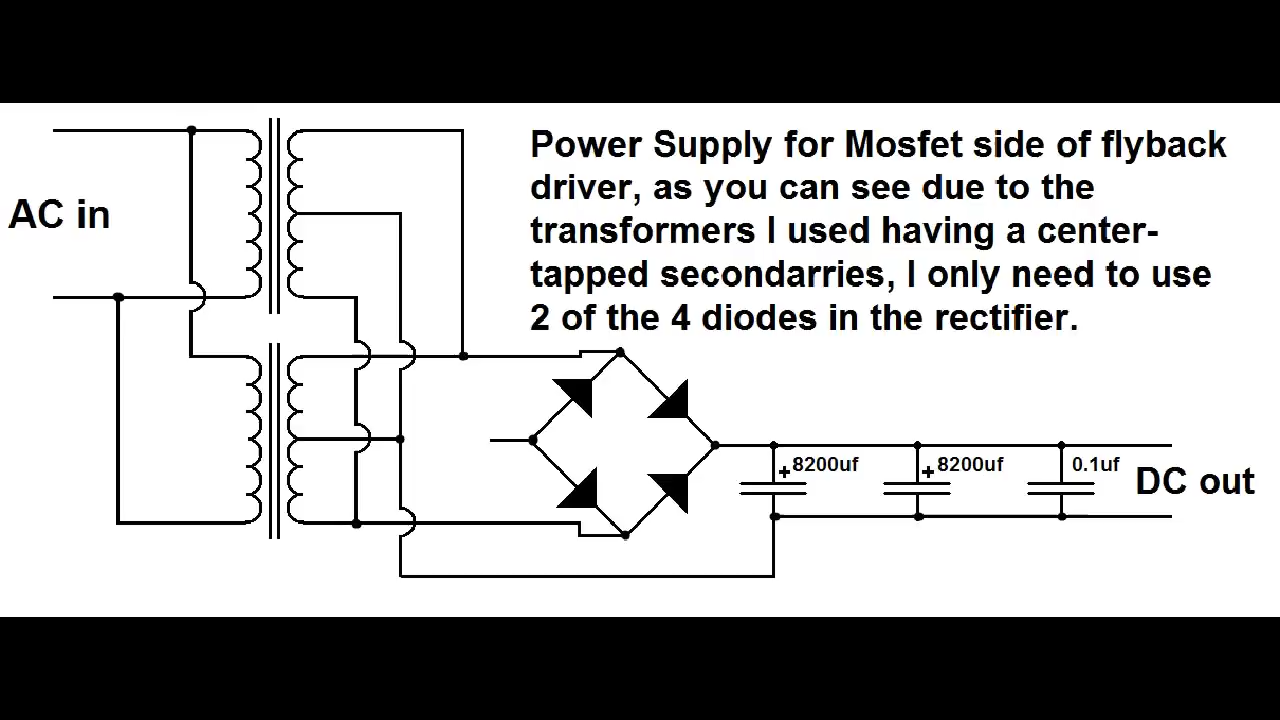 Power Supply for Mosfet side of flyback
driver, as you can see due to the
transformers I used having a center-
tapped secondarries, I only need to use
2 of the 4 diodes in the rectifier.
AC in
+8200uf
+8200uf
0.1uf
DC out